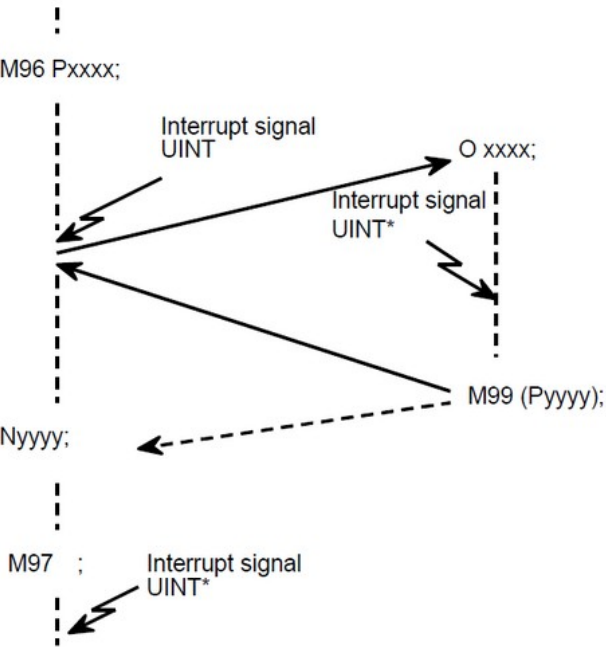 M96 Pxxxx;
Interrupt signal
UINT
O xxxx;
Interrupt signal
UINT*
M99 (Pyyyy);
Nyyyy;
M97 ;
Interrupt signal
UINT*